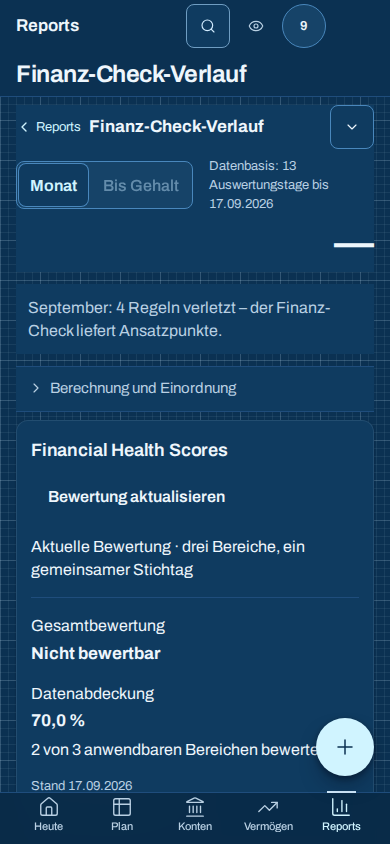 Reports
9
Finanz-Check-Verlauf
Reports Finanz-Check-Verlauf
Monat
Bis Gehalt
Datenbasis: 13
Auswertungstage bis
17.09.2026
September: 4 Regeln verletzt – der Finanz-
Check liefert Ansatzpunkte.
Berechnung und Einordnung
Financial Health Scores
Bewertung aktualisieren
Aktuelle Bewertung · drei Bereiche, ein
gemeinsamer Stichtag
Gesamtbewertung
Nicht bewertbar
Datenabdeckung
70,0 %
2 von 3 anwendbaren Bereichen bewerte
Stand 17.09.2026
Heute
Plan
Konten
Vermögen
Reports